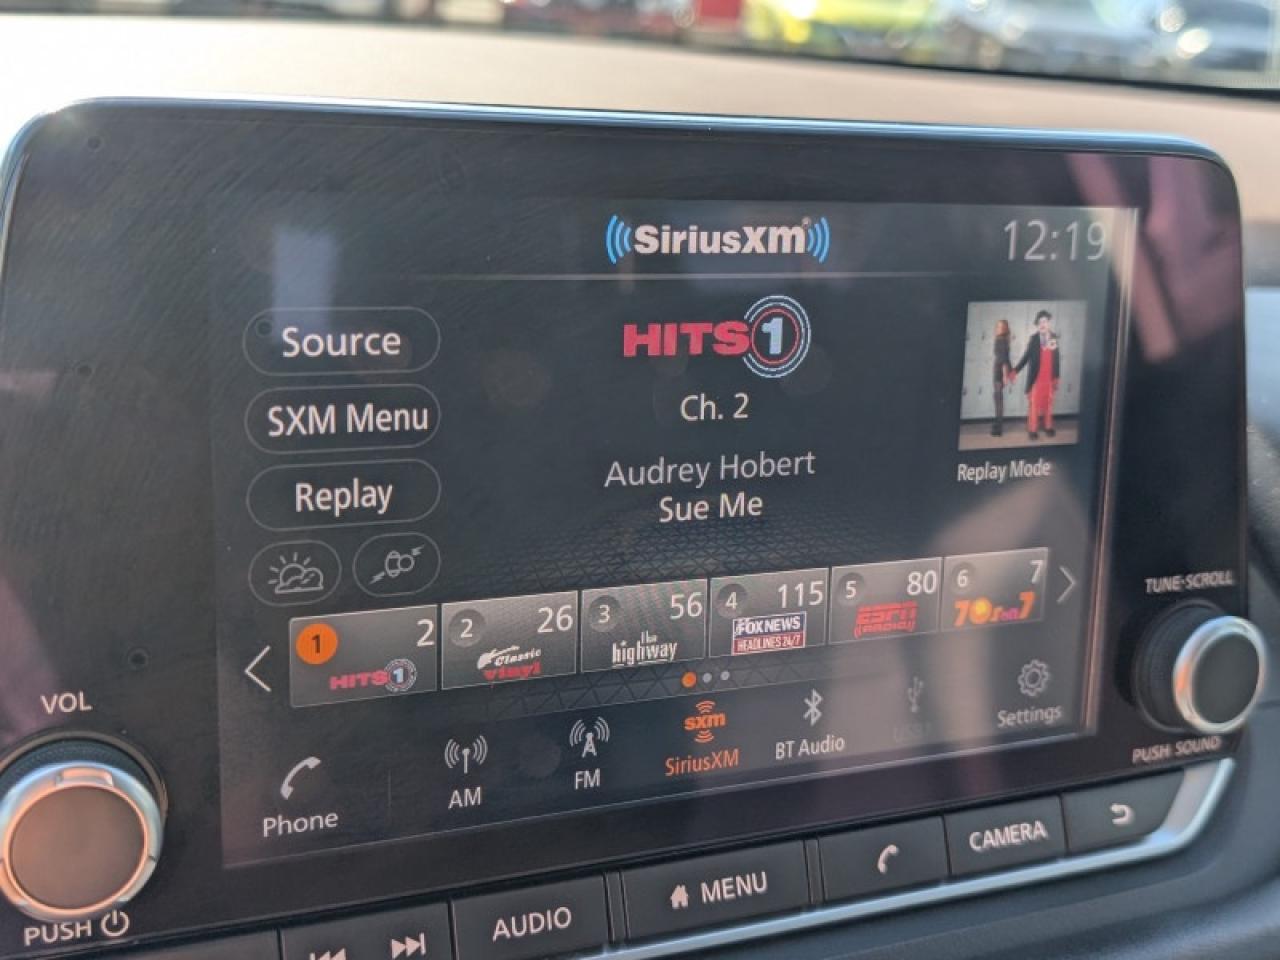 SiriusXM
12:19
Source
SXM Menu
Replay
HITS 1
Ch. 2
Audrey Hobert
Sue Me
Replay Mode
1 2 HITS 1
2 26 Classic Vinyl
3 56 the highway
4 115 FOX NEWS HEADLINES 24/7
5 80 ESPN RADIO
6 7 70s on 7
Phone
AM
FM
sxm
SiriusXM
BT Audio
Settings
VOL
PUSH
TUNE·SCROLL
PUSH SOUND
AUDIO
MENU
CAMERA